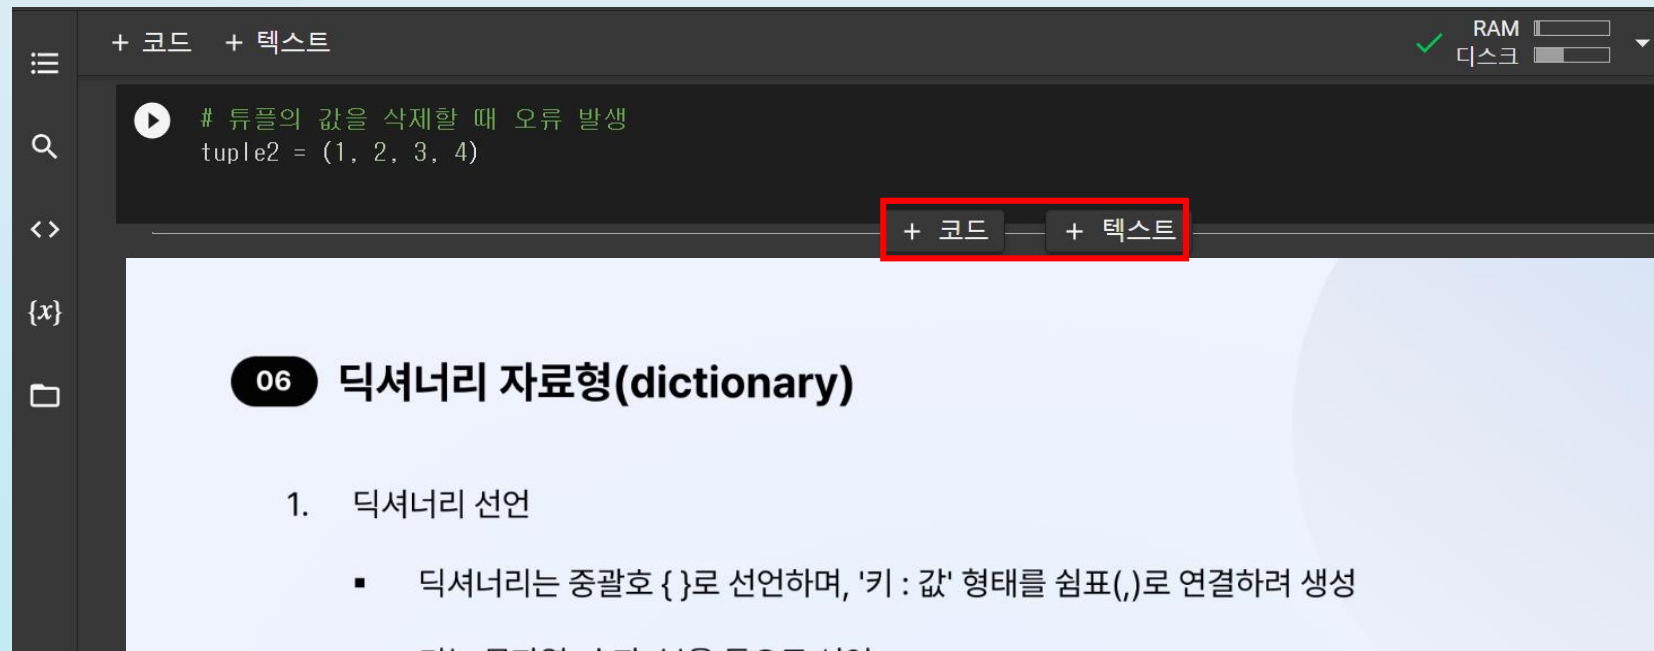 + 코드 + 텍스트
RAM
디스크
# 튜플의 값을 삭제할 때 오류 발생
tuple2 = (1, 2, 3, 4)
+ 코드 + 텍스트
{x}
06 딕셔너리 자료형(dictionary)
1. 딕셔너리 선언
▪ 딕셔너리는 중괄호 { }로 선언하며, '키 : 값' 형태를 쉼표(,)로 연결하려 생성